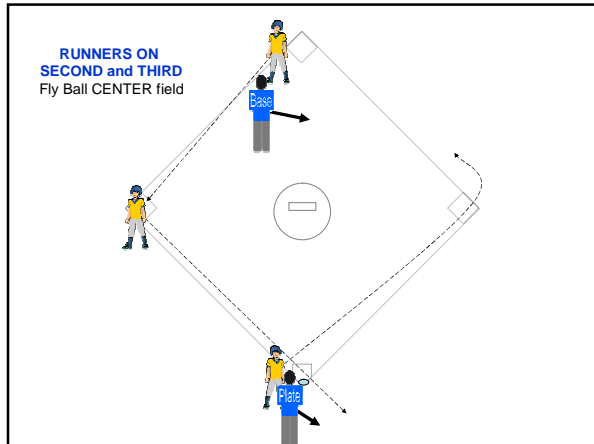 RUNNERS ON
SECOND and THIRD
Fly Ball CENTER field
Base
Plate